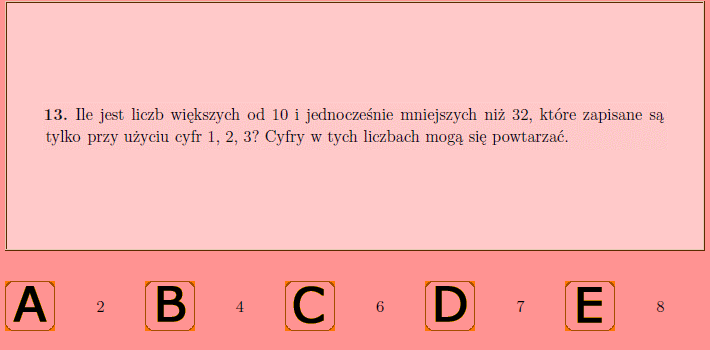 13. Ile jest liczb większych od 10 i jednocześnie mniejszych niż 32, które zapisane są
tylko przy użyciu cyfr 1, 2, 3? Cyfry w tych liczbach mogą się powtarzać.
A 2 B 4 C 6 D 7 E 8